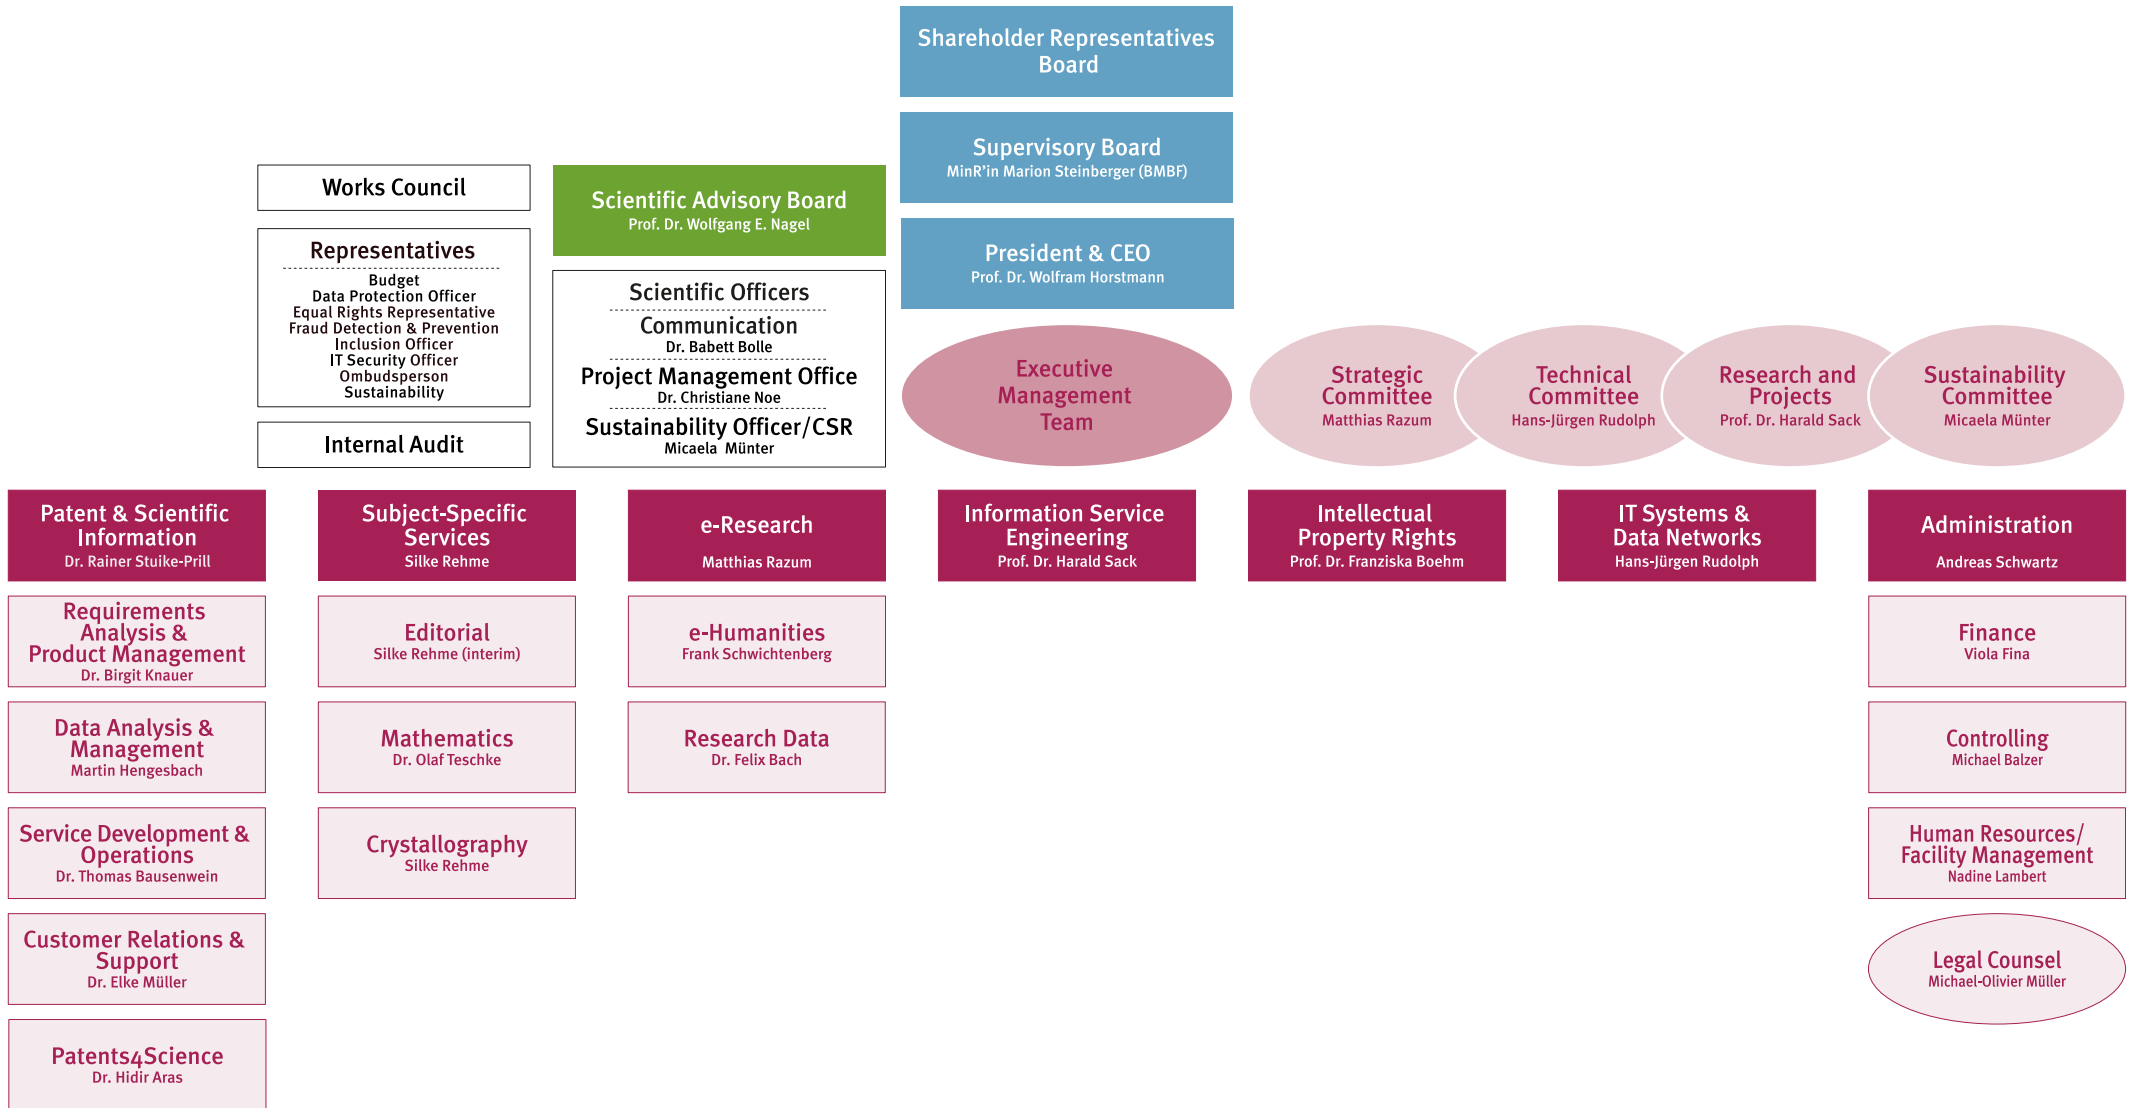 Shareholder Representatives
Board
Supervisory Board
MinR’in Marion Steinberger (BMBF)
President & CEO
Prof. Dr. Wolfram Horstmann
Works Council
Representatives
Budget
Data Protection Officer
Equal Rights Representative
Fraud Detection & Prevention
Inclusion Officer
IT Security Officer
Ombudsperson
Sustainability
Internal Audit
Scientific Advisory Board
Prof. Dr. Wolfgang E. Nagel
Scientific Officers
Communication
Dr. Babett Bolle
Project Management Office
Dr. Christiane Noe
Sustainability Officer/CSR
Micaela Münter
Executive
Management
Team
Strategic
Committee
Matthias Razum
Technical
Committee
Hans-Jürgen Rudolph
Research and
Projects
Prof. Dr. Harald Sack
Sustainability
Committee
Micaela Münter
Patent & Scientific
Information
Dr. Rainer Stuike-Prill
Requirements
Analysis &
Product Management
Dr. Birgit Knauer
Data Analysis &
Management
Martin Hengesbach
Service Development &
Operations
Dr. Thomas Bausenwein
Customer Relations &
Support
Dr. Elke Müller
Patents4Science
Dr. Hidir Aras
Subject-Specific
Services
Silke Rehme
Editorial
Silke Rehme (interim)
Mathematics
Dr. Olaf Teschke
Crystallography
Silke Rehme
e-Research
Matthias Razum
e-Humanities
Frank Schwichtenberg
Research Data
Dr. Felix Bach
Information Service
Engineering
Prof. Dr. Harald Sack
Intellectual
Property Rights
Prof. Dr. Franziska Boehm
IT Systems &
Data Networks
Hans-Jürgen Rudolph
Administration
Andreas Schwartz
Finance
Viola Fina
Controlling
Michael Balzer
Human Resources/
Facility Management
Nadine Lambert
Legal Counsel
Michael-Olivier Müller